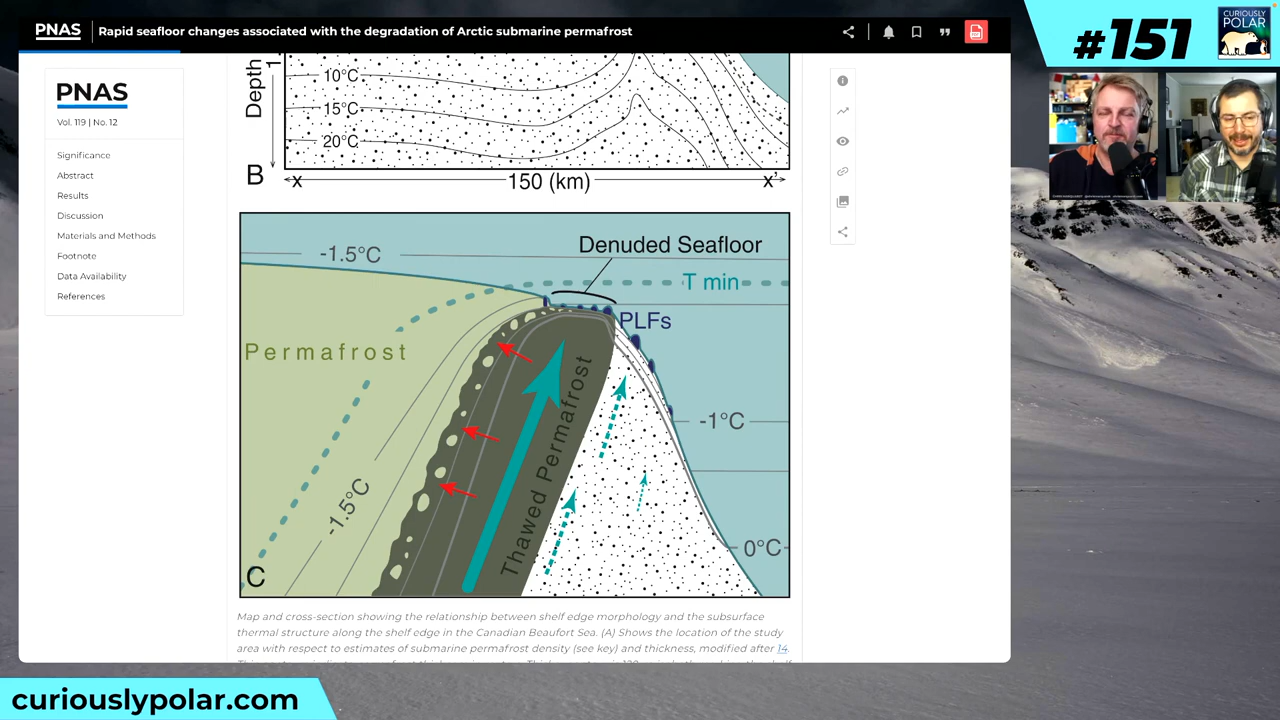 PNAS
Rapid seafloor changes associated with the degradation of Arctic submarine permafrost
#151
CURIOUSLY
POLAR
PNAS
Vol. 119 | No. 12
Significance
Abstract
Results
Discussion
Materials and Methods
Footnote
Data Availability
References
Depth
1
10°C
15°C
20°C
B
x
150 (km)
x'
Denuded Seafloor
-1.5°C
T min
PLFs
Permafrost
Thawed Permafrost
-1°C
-1.5°C
0°C
C
Map and cross-section showing the relationship between shelf edge morphology and the subsurface
thermal structure along the shelf edge in the Canadian Beaufort Sea. (A) Shows the location of the study
area with respect to estimates of submarine permafrost density (see key) and thickness, modified after 14.
curiouslypolar.com